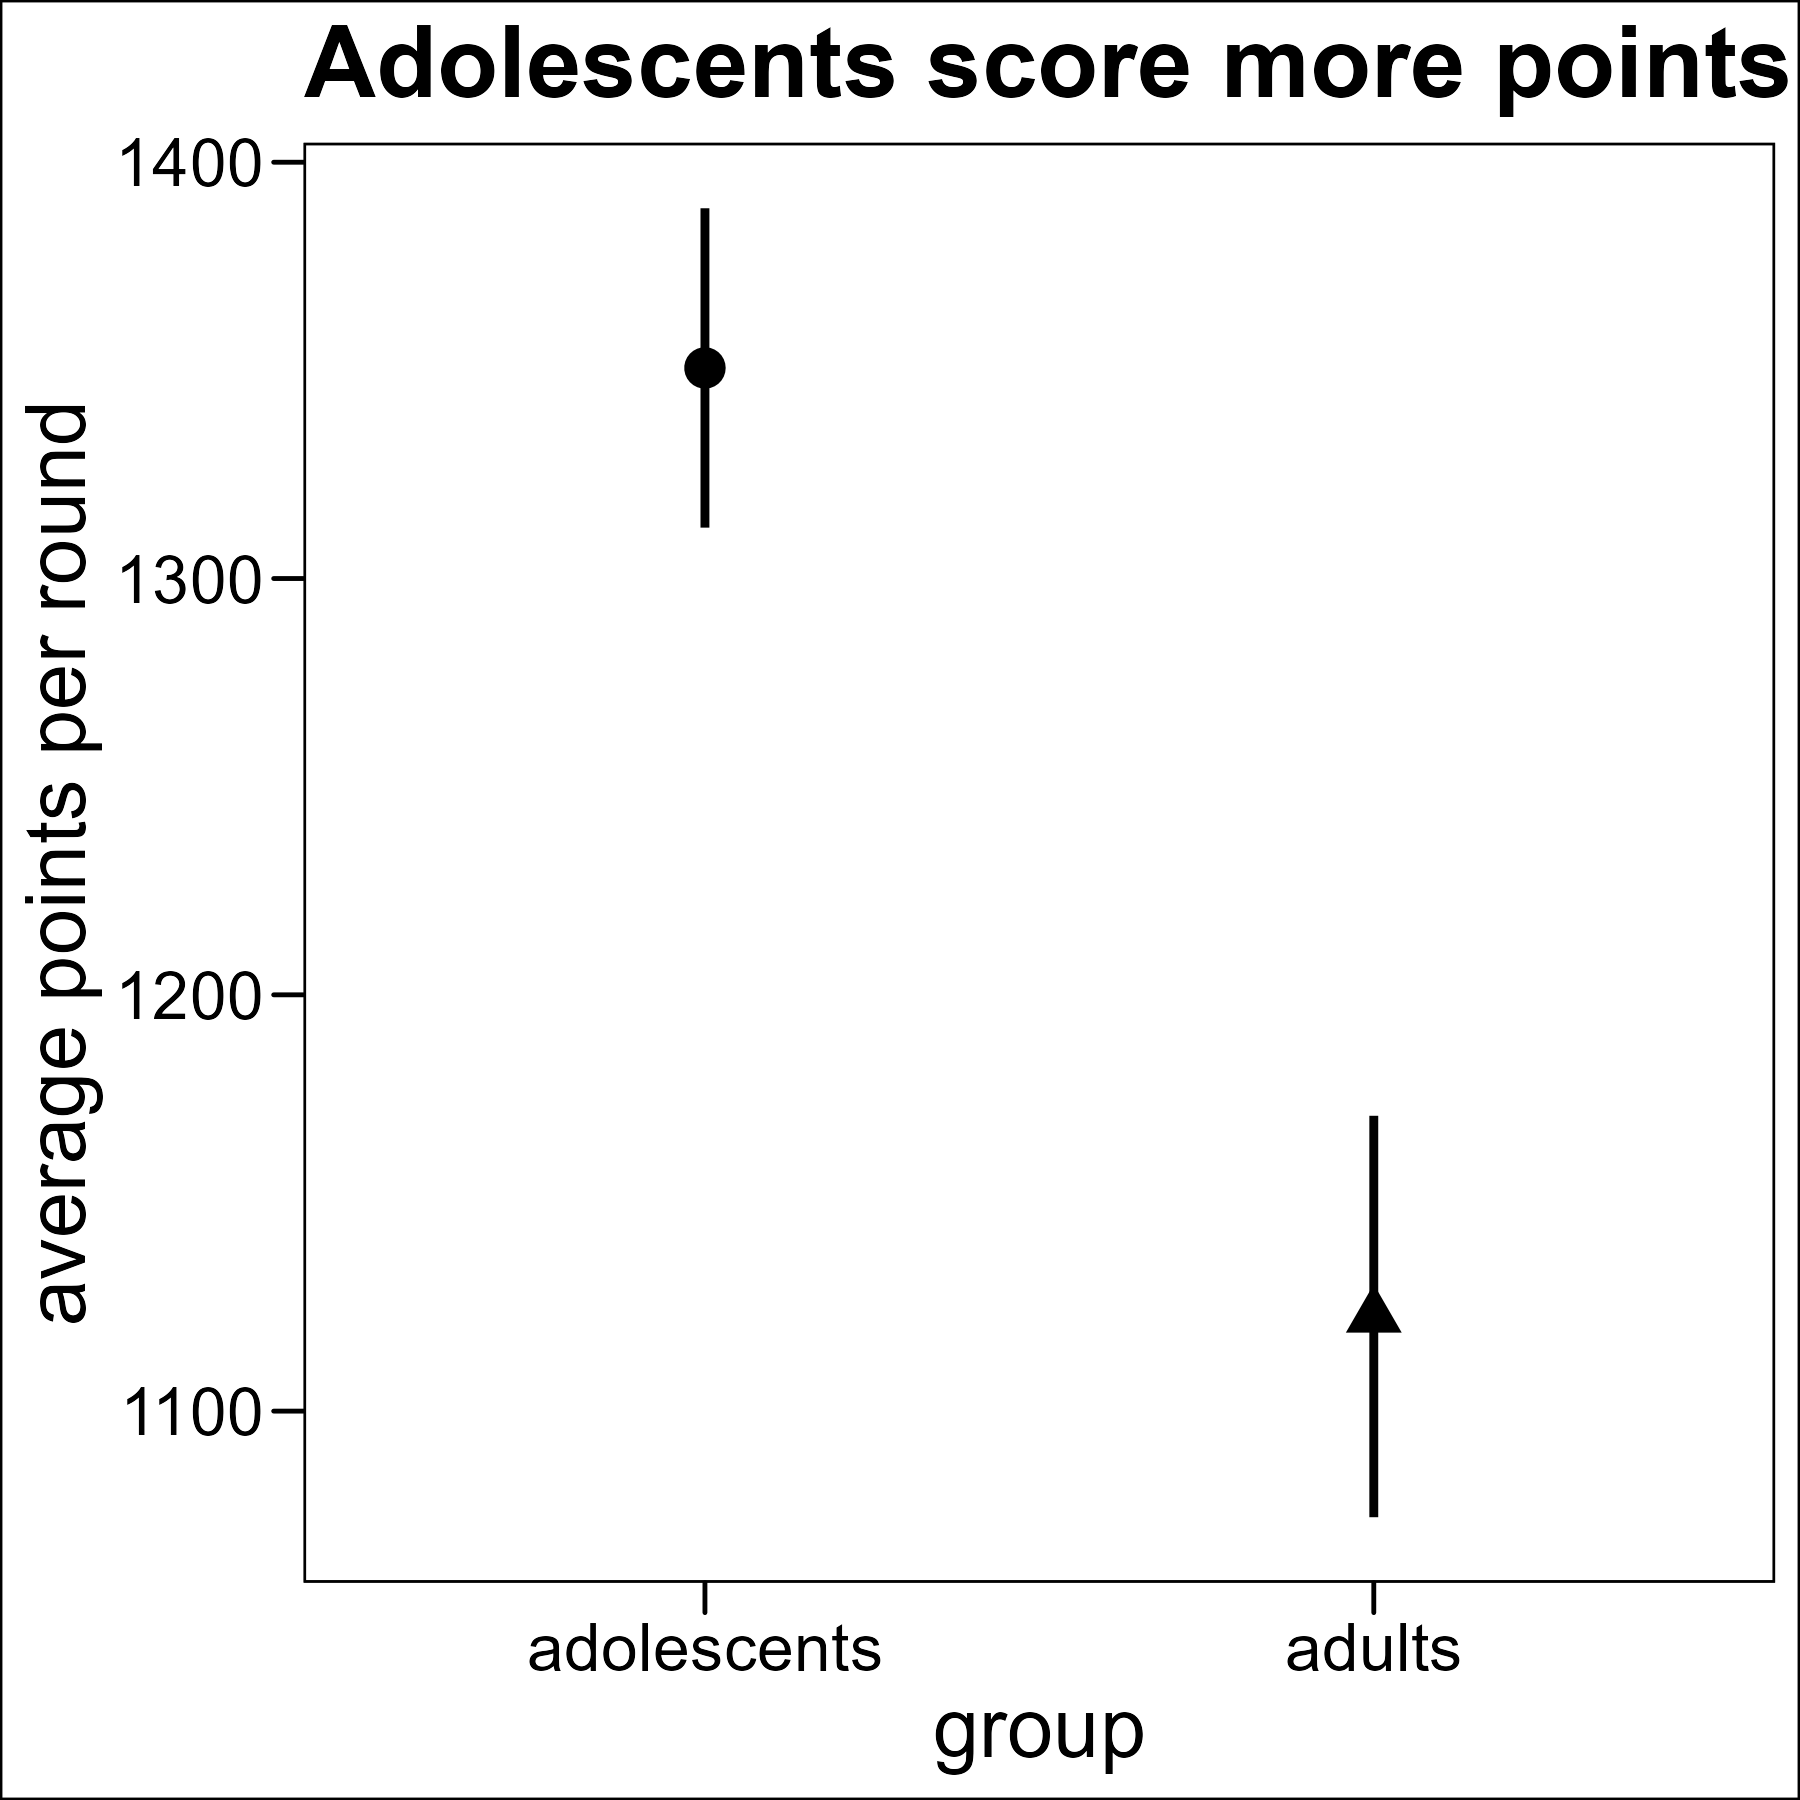 Adolescents score more points
average points per round
1400
1300
1200
1100
adolescents
adults
group